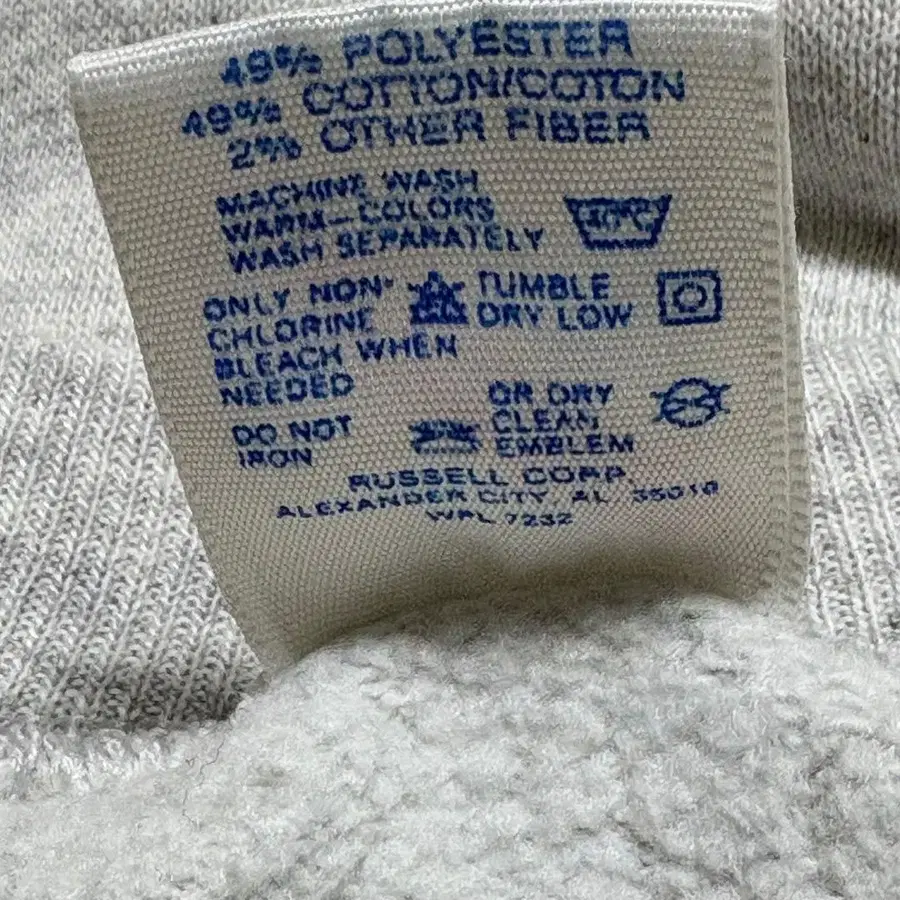 49% POLYESTER
49% COTTON/COTON
2% OTHER FIBER
MACHINE WASH
WARM-COLORS
WASH SEPARATELY
40°C
ONLY NON-
CHLORINE
BLEACH WHEN
NEEDED
TUMBLE
DRY LOW
DO NOT
IRON
OR DRY
CLEAN
EMBLEM
RUSSELL CORP
ALEXANDER CITY, AL 35010
WPL 7232